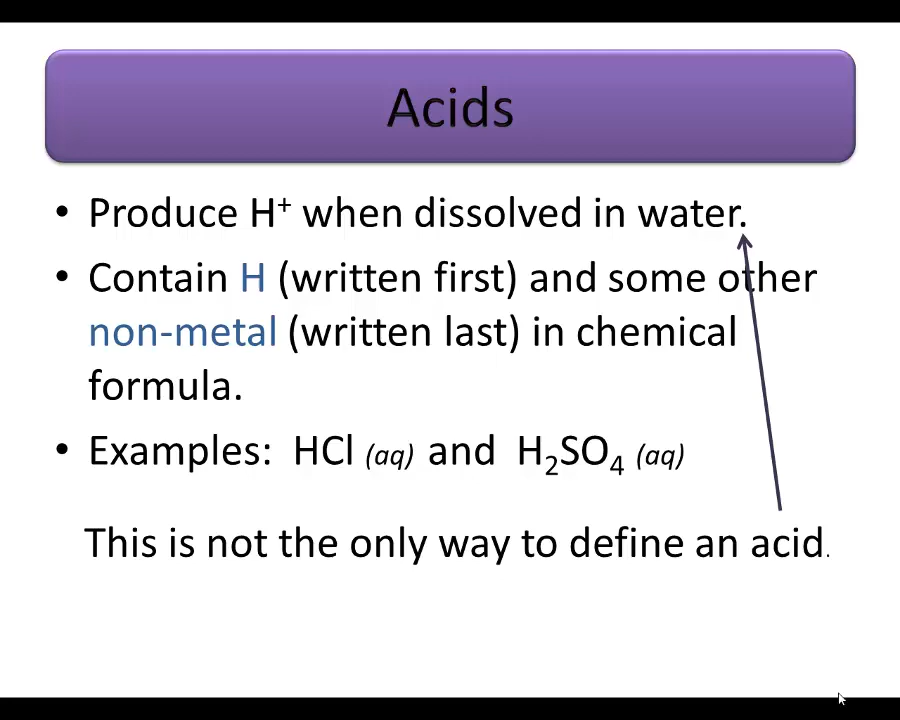 Acids
• Produce H⁺ when dissolved in water.
• Contain H (written first) and some other
non-metal (written last) in chemical
formula.
• Examples: HCl (aq) and H₂SO₄ (aq)
This is not the only way to define an acid.